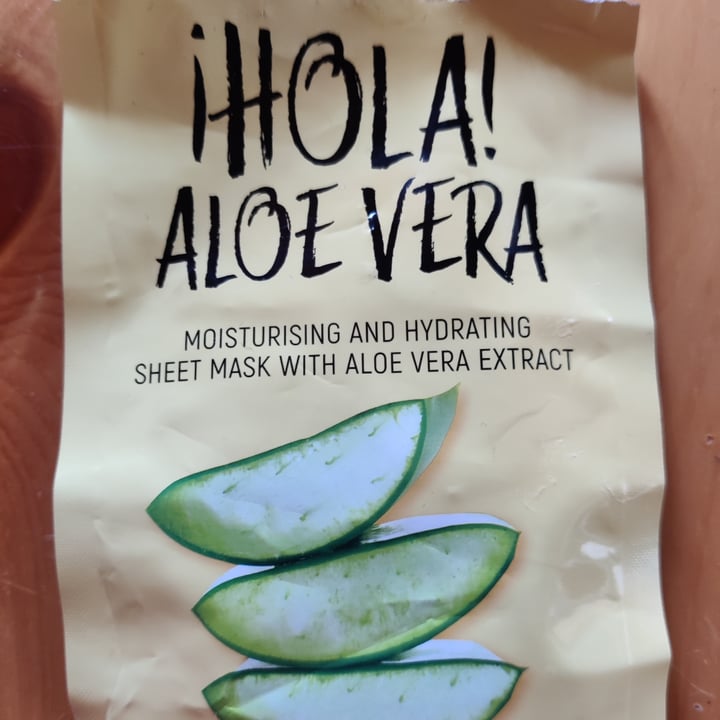 ¡HOLA!
ALOE VERA
MOISTURISING AND HYDRATING
SHEET MASK WITH ALOE VERA EXTRACT